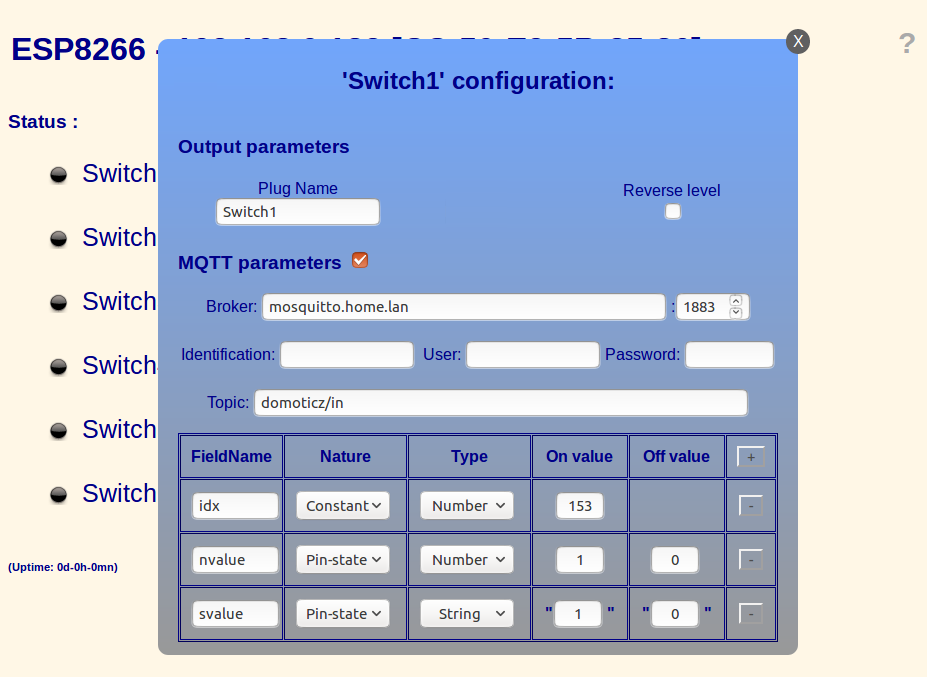 ESP8266 -
X
?
'Switch1' configuration:
Status :
Output parameters
Switch
Plug Name
Reverse level
Switch1
Switch
MQTT parameters
Switch
Broker: mosquitto.home.lan : 1883
Switch
Identification: User: Password:
Topic: domoticz/in
Switch
FieldName Nature Type On value Off value +
Switch
idx Constant Number 153 -
(Uptime: 0d-0h-0mn)
nvalue Pin-state Number 1 0 -
svalue Pin-state String " 1 " " 0 " -